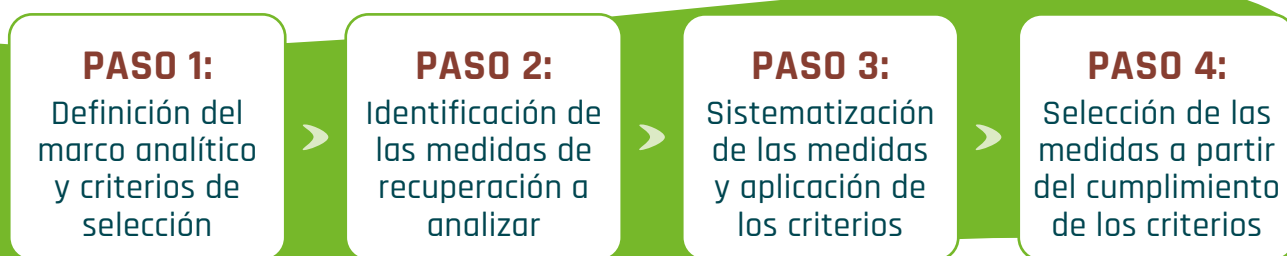 PASO 1:
Definición del
marco analítico
y criterios de
selección
PASO 2:
Identificación de
las medidas de
recuperación a
analizar
PASO 3:
Sistematización
de las medidas
y aplicación de
los criterios
PASO 4:
Selección de las
medidas a partir
del cumplimiento
de los criterios